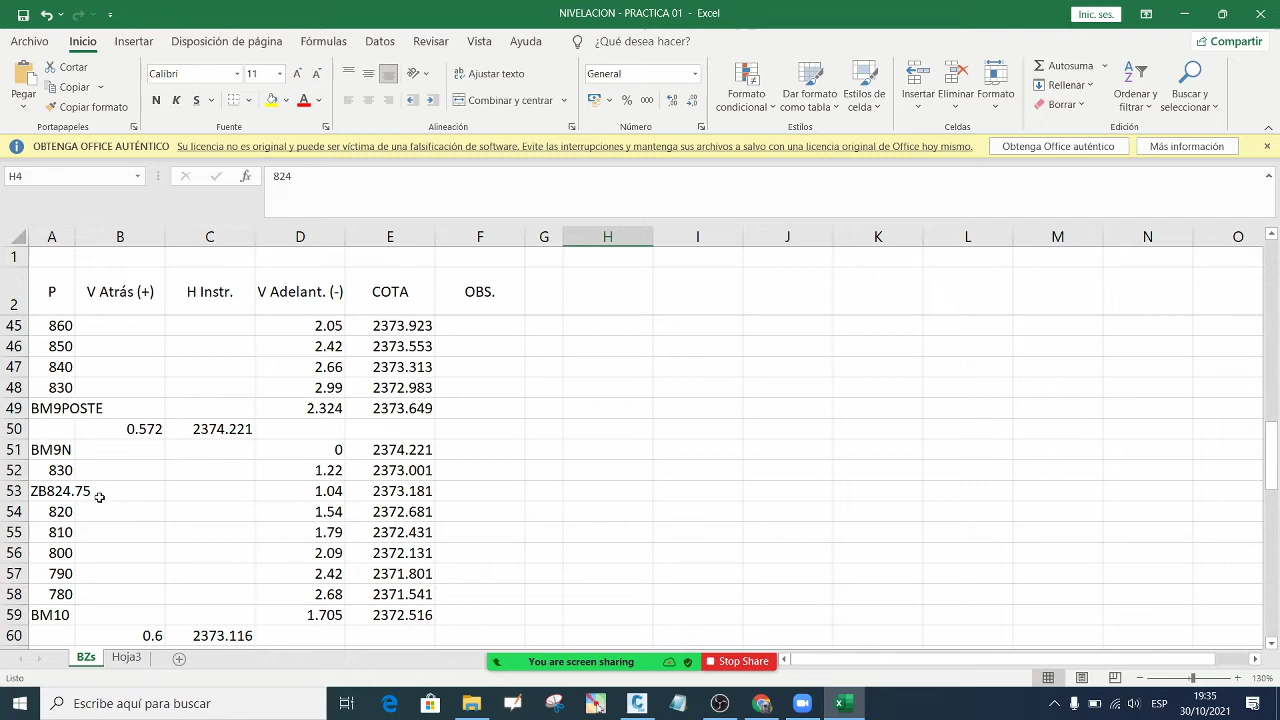 NIVELACION - PRACTICA 01 - Excel
Inic. ses.
Archivo Inicio Insertar Disposición de página Fórmulas Datos Revisar Vista Ayuda ¿Qué desea hacer? Compartir
Pegar
Cortar
Copiar
Copiar formato
Portapapeles
Calibri 11
N K S
Fuente
Ajustar texto
Combinar y centrar
Alineación
General
% 000
Número
Formato condicional
Dar formato como tabla
Estilos de celda
Estilos
Insertar Eliminar Formato
Celdas
Autosuma
Rellenar
Borrar
Ordenar y filtrar
Buscar y seleccionar
Edición
OBTENGA OFFICE AUTÉNTICO Su licencia no es original y puede ser víctima de una falsificación de software. Evite las interrupciones y mantenga sus archivos a salvo con una licencia original de Office hoy mismo. Obtenga Office auténtico Más información
H4 fx 824
A B C D E F G H I J K L M N O
1
2 P V Atrás (+) H Instr. V Adelant. (-) COTA OBS.
45 860 2.05 2373.923
46 850 2.42 2373.553
47 840 2.66 2373.313
48 830 2.99 2372.983
49 BM9POSTE 2.324 2373.649
50 0.572 2374.221
51 BM9N 0 2374.221
52 830 1.22 2373.001
53 ZB824.75 1.04 2373.181
54 820 1.54 2372.681
55 810 1.79 2372.431
56 800 2.09 2372.131
57 790 2.42 2371.801
58 780 2.68 2371.541
59 BM10 1.705 2372.516
60 0.6 2373.116
BZs Hoja3
You are screen sharing Stop Share
Listo
130%
Escribe aquí para buscar
ESP
19:35
30/10/2021